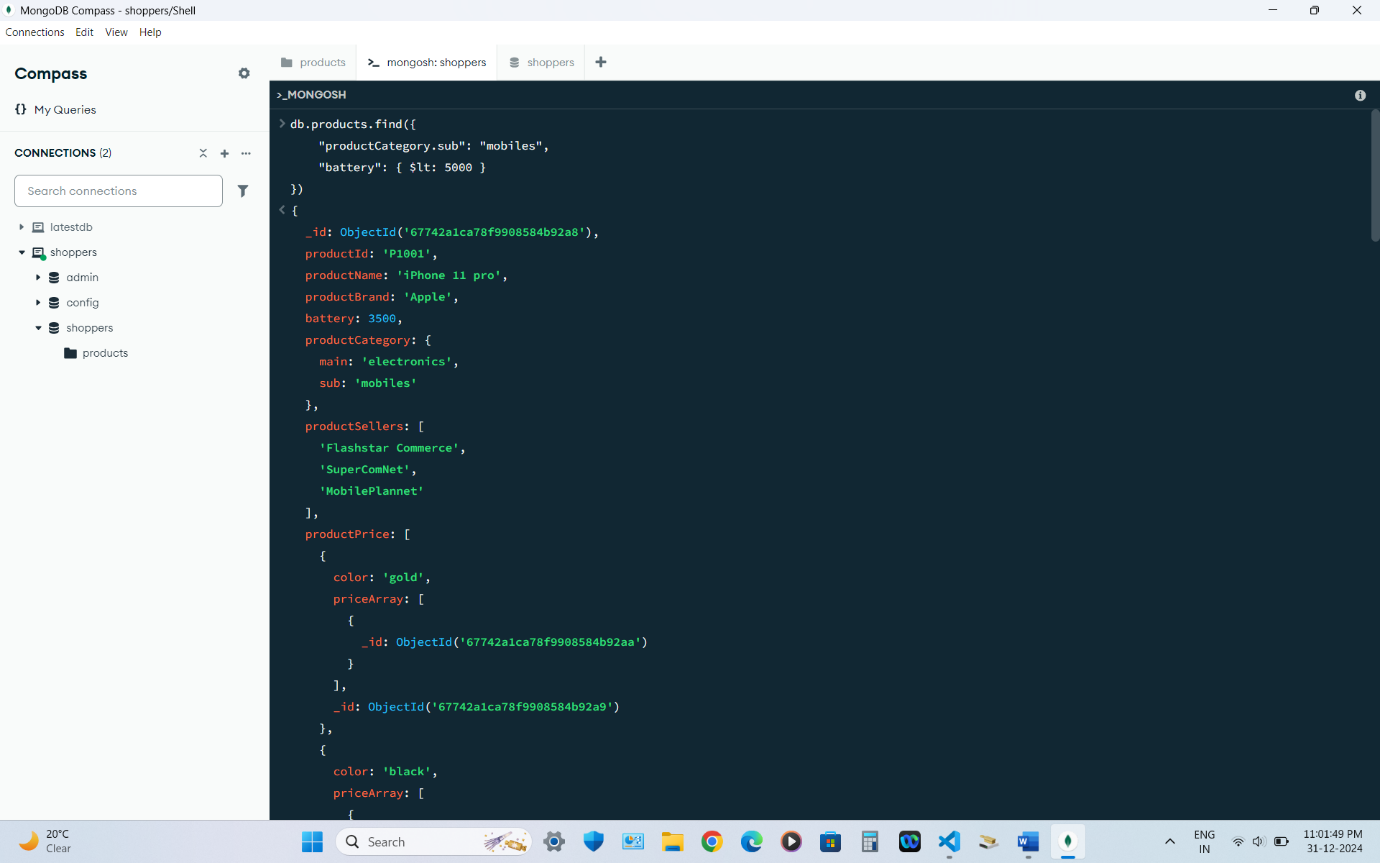 MongoDB Compass - shoppers/Shell
Connections Edit View Help
Compass
My Queries
CONNECTIONS (2)
Search connections
latestdb
shoppers
admin
config
shoppers
products
products
>_ mongosh: shoppers
shoppers
>_MONGOSH
db.products.find({
"productCategory.sub": "mobiles",
"battery": { $lt: 5000 }
})
{
_id: ObjectId('67742a1ca78f9908584b92a8'),
productId: 'P1001',
productName: 'iPhone 11 pro',
productBrand: 'Apple',
battery: 3500,
productCategory: {
main: 'electronics',
sub: 'mobiles'
},
productSellers: [
'Flashstar Commerce',
'SuperComNet',
'MobilePlannet'
],
productPrice: [
{
color: 'gold',
priceArray: [
{
_id: ObjectId('67742a1ca78f9908584b92aa')
}
],
_id: ObjectId('67742a1ca78f9908584b92a9')
},
{
color: 'black',
priceArray: [
{
20°C
Clear
Search
ENG
IN
11:01:49 PM
31-12-2024